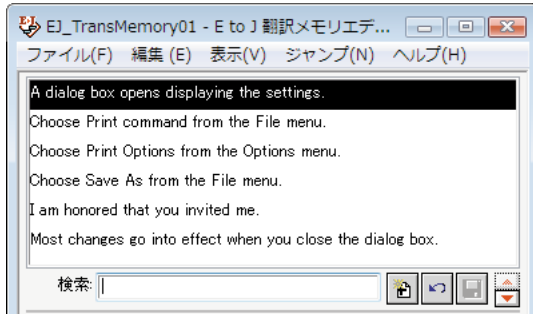 EJ_TransMemory01 - E to J 翻訳メモリエデ...
ファイル(F) 編集(E) 表示(V) ジャンプ(N) ヘルプ(H)
A dialog box opens displaying the settings.
Choose Print command from the File menu.
Choose Print Options from the Options menu.
Choose Save As from the File menu.
I am honored that you invited me.
Most changes go into effect when you close the dialog box.
検索: